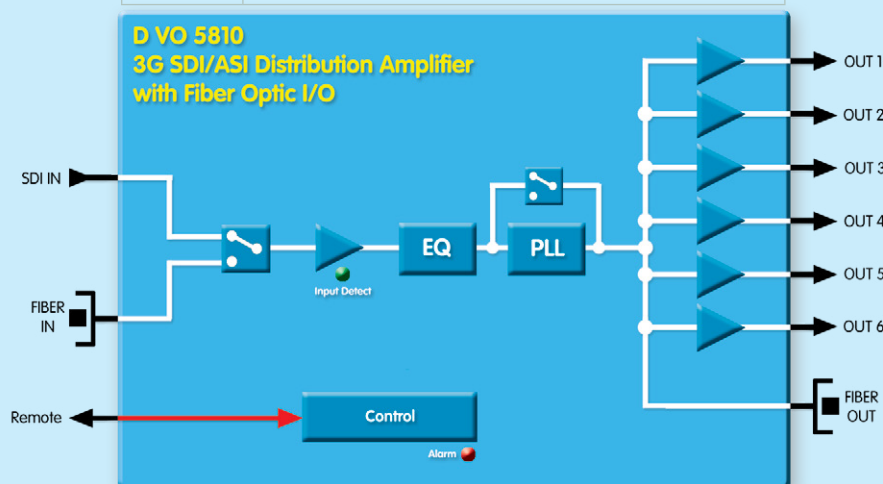 D VO 5810
3G SDI/ASI Distribution Amplifier
with Fiber Optic I/O
SDI IN
FIBER
IN
Remote
Input Detect
EQ
PLL
Control
Alarm
OUT 1
OUT 2
OUT 3
OUT 4
OUT 5
OUT 6
FIBER
OUT